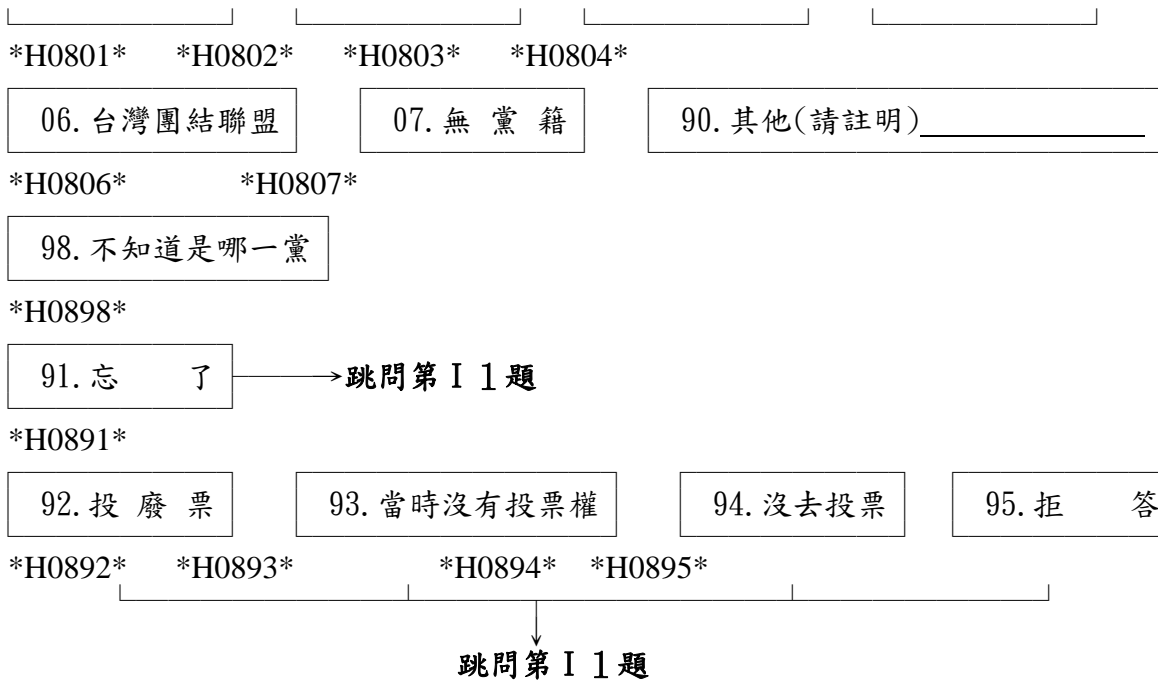 *H0801* *H0802* *H0803* *H0804*
06.台灣團結聯盟 07.無 黨 籍 90.其他(請註明)
*H0806* *H0807*
98.不知道是哪一黨
*H0898*
91.忘 了 →跳問第Ⅰ１題
*H0891*
92.投 廢 票 93.當時沒有投票權 94.沒去投票 95.拒 答
*H0892* *H0893* *H0894* *H0895*
跳問第Ⅰ１題